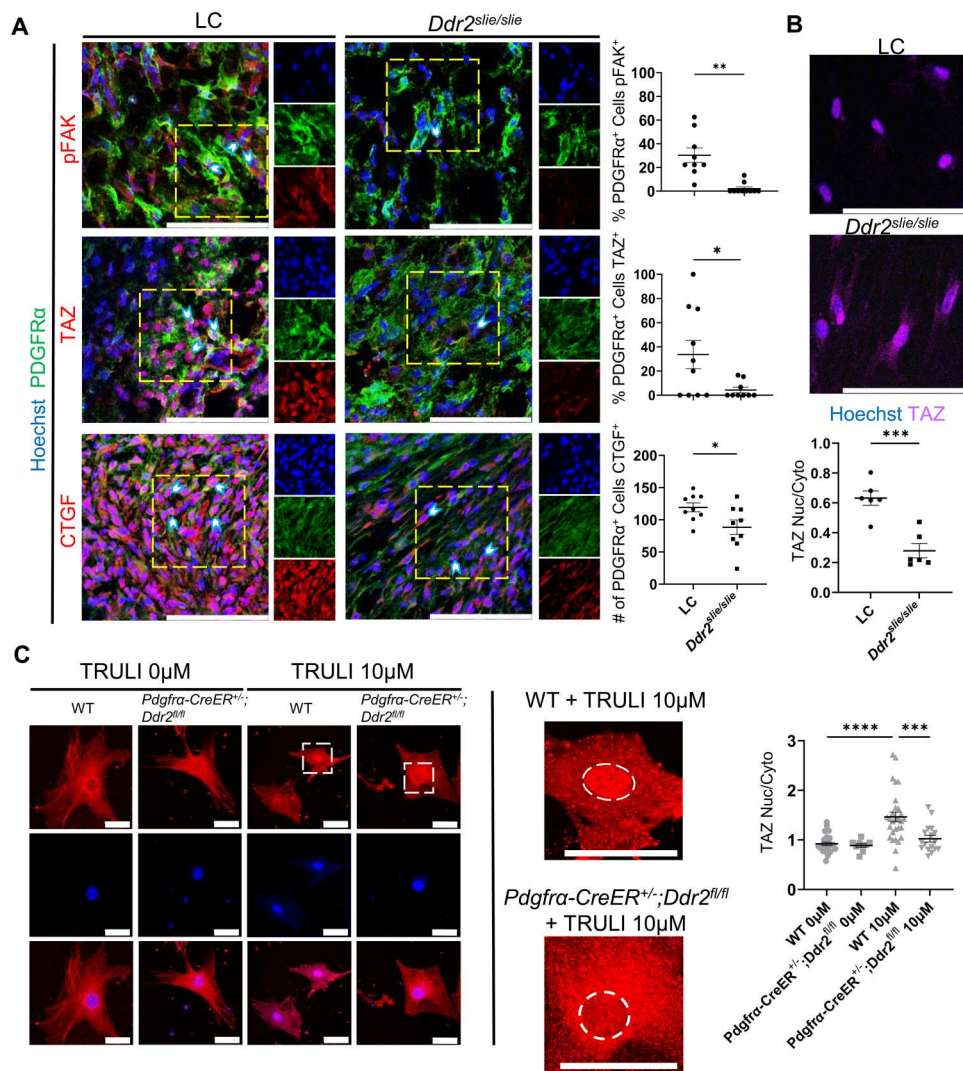 A
LC
Ddr2slie/slie
Hoechst PDGFRα
pFAK
TAZ
CTGF
% PDGFRα+ Cells pFAK+
80
60
40
20
0
**
% PDGFRα+ Cells TAZ+
100
80
60
40
20
0
*
# of PDGFRα+ Cells CTGF+
200
150
100
50
0
*
LC
Ddr2slie/slie
B
LC
Ddr2slie/slie
Hoechst TAZ
TAZ Nuc/Cyto
1.0
0.8
0.6
0.4
0.2
0.0
***
LC
Ddr2slie/slie
C
TRULI 0µM
TRULI 10µM
WT
Pdgfrα-CreER+/-;
Ddr2fl/fl
WT
Pdgfrα-CreER+/-;
Ddr2fl/fl
WT + TRULI 10µM
Pdgfrα-CreER+/-;Ddr2fl/fl
+ TRULI 10µM
TAZ Nuc/Cyto
3
2
1
0
****
***
WT 0µM
Pdgfrα-CreER+/-;Ddr2fl/fl 0µM
WT 10µM
Pdgfrα-CreER+/-;Ddr2fl/fl 10µM